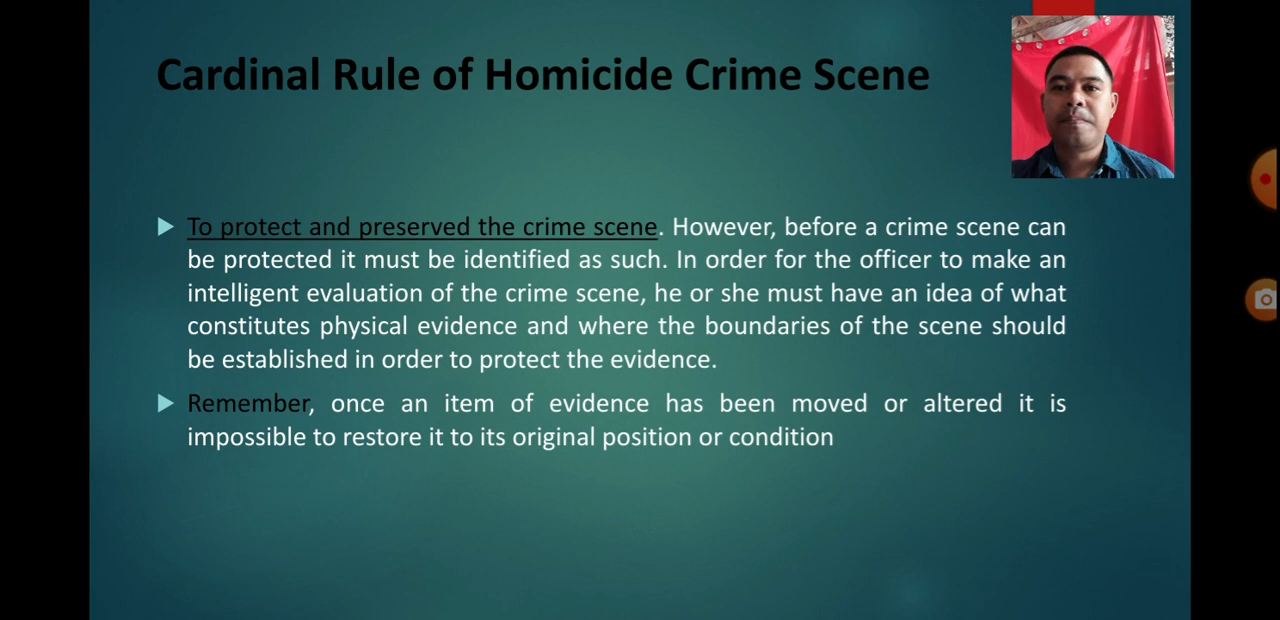 Cardinal Rule of Homicide Crime Scene
To protect and preserved the crime scene. However, before a crime scene can
be protected it must be identified as such. In order for the officer to make an
intelligent evaluation of the crime scene, he or she must have an idea of what
constitutes physical evidence and where the boundaries of the scene should
be established in order to protect the evidence.
Remember, once an item of evidence has been moved or altered it is
impossible to restore it to its original position or condition